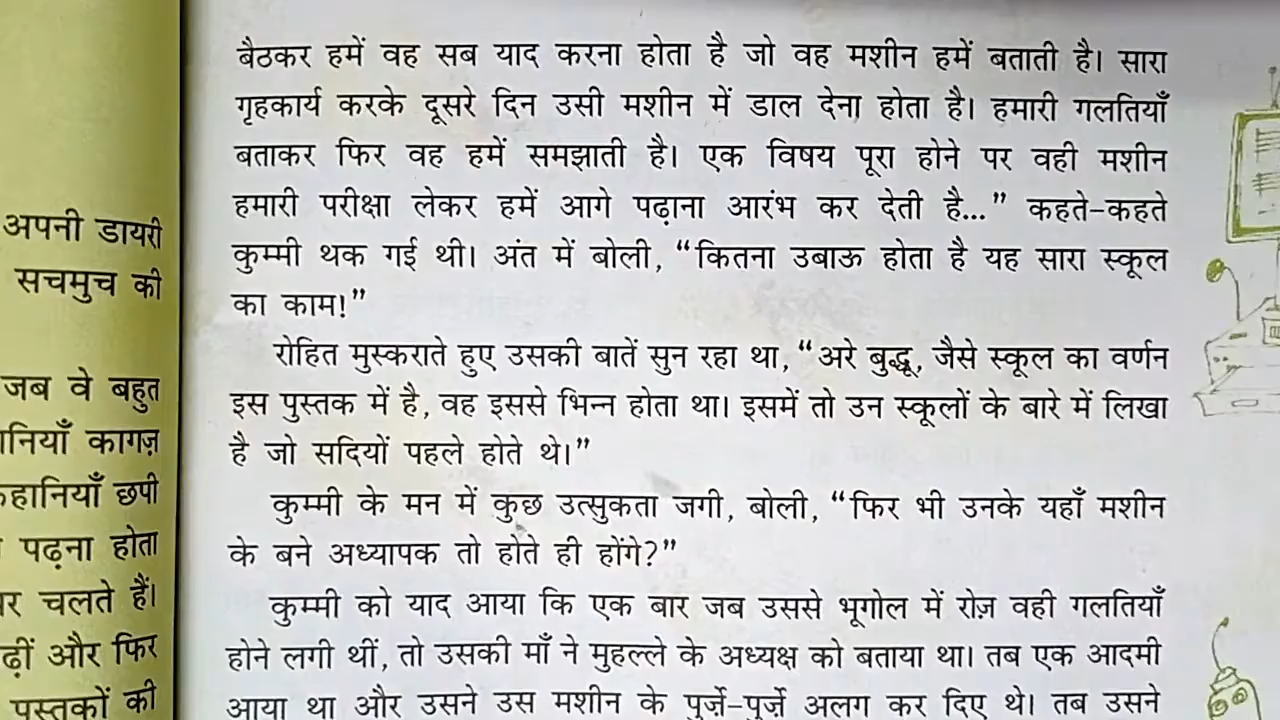 अपनी डायरी
सचमुच की
जब वे बहुत
कागज़
छपी
पढ़ना होता
चलते हैं।
और फिर
पुस्तकों की
बैठकर हमें वह सब याद करना होता है जो वह मशीन हमें बताती है। सारा
गृहकार्य करके दूसरे दिन उसी मशीन में डाल देना होता है। हमारी गलतियाँ
बताकर फिर वह हमें समझाती है। एक विषय पूरा होने पर वही मशीन
हमारी परीक्षा लेकर हमें आगे पढ़ाना आरंभ कर देती है...” कहते-कहते
कुम्मी थक गई थी। अंत में बोली, “कितना उबाऊ होता है यह सारा स्कूल
का काम!”
रोहित मुस्कराते हुए उसकी बातें सुन रहा था, “अरे बुद्धू, जैसे स्कूल का वर्णन
इस पुस्तक में है, वह इससे भिन्न होता था। इसमें तो उन स्कूलों के बारे में लिखा
है जो सदियों पहले होते थे।”
कुम्मी के मन में कुछ उत्सुकता जगी, बोली, “फिर भी उनके यहाँ मशीन
के बने अध्यापक तो होते ही होंगे?”
कुम्मी को याद आया कि एक बार जब उससे भूगोल में रोज़ वही गलतियाँ
होने लगी थीं, तो उसकी माँ ने मुहल्ले के अध्यक्ष को बताया था। तब एक आदमी
आया था और उसने उस मशीन के पुर्ज़े-पुर्ज़े अलग कर दिए थे। तब उसने